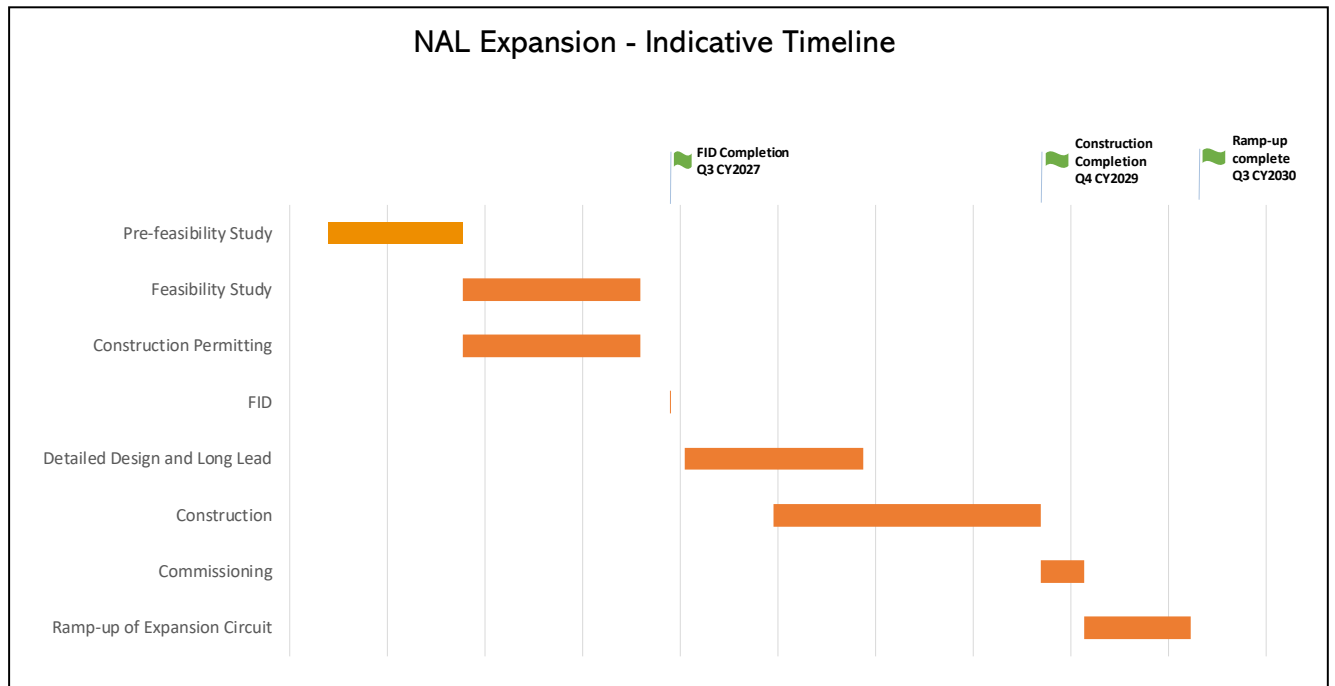 NAL Expansion - Indicative Timeline
FID Completion
Q3 CY2027
Construction
Completion
Q4 CY2029
Ramp-up
complete
Q3 CY2030
Pre-feasibility Study
Feasibility Study
Construction Permitting
FID
Detailed Design and Long Lead
Construction
Commissioning
Ramp-up of Expansion Circuit